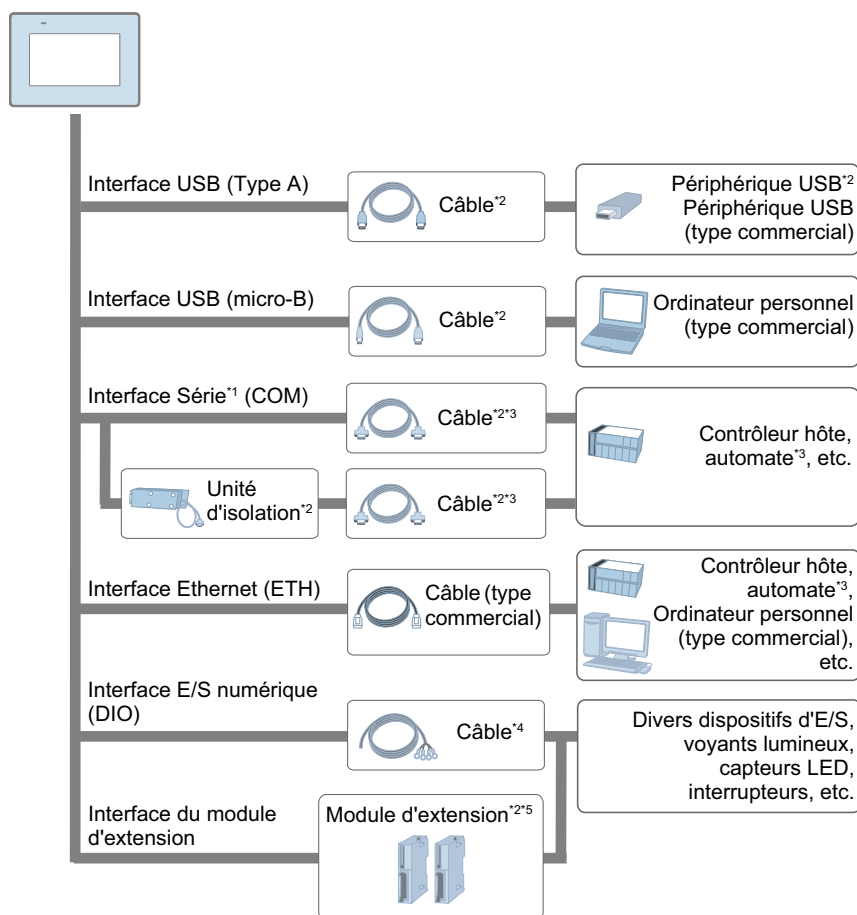 Interface USB (Type A)
Câble*2
Périphérique USB*2
Périphérique USB
(type commercial)
Interface USB (micro-B)
Câble*2
Ordinateur personnel
(type commercial)
Interface Série*1 (COM)
Câble*2*3
Contrôleur hôte,
automate*3, etc.
Unité
d'isolation*2
Câble*2*3
Interface Ethernet (ETH)
Câble (type
commercial)
Contrôleur hôte,
automate*3,
Ordinateur personnel
(type commercial),
etc.
Interface E/S numérique
(DIO)
Câble*4
Divers dispositifs d'E/S,
voyants lumineux,
capteurs LED,
interrupteurs, etc.
Interface du module
d'extension
Module d'extension*2*5